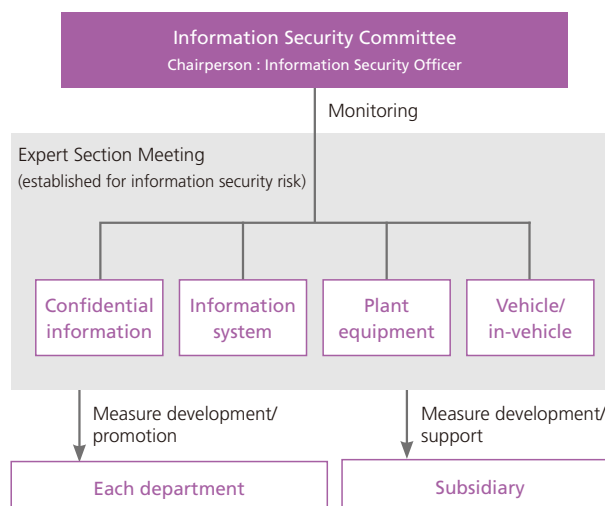 Information Security Committee
Chairperson : Information Security Officer
Monitoring
Expert Section Meeting
(established for information security risk)
Confidential
information
Information
system
Plant
equipment
Vehicle/
in-vehicle
Measure development/
promotion
Measure development/
support
Each department
Subsidiary